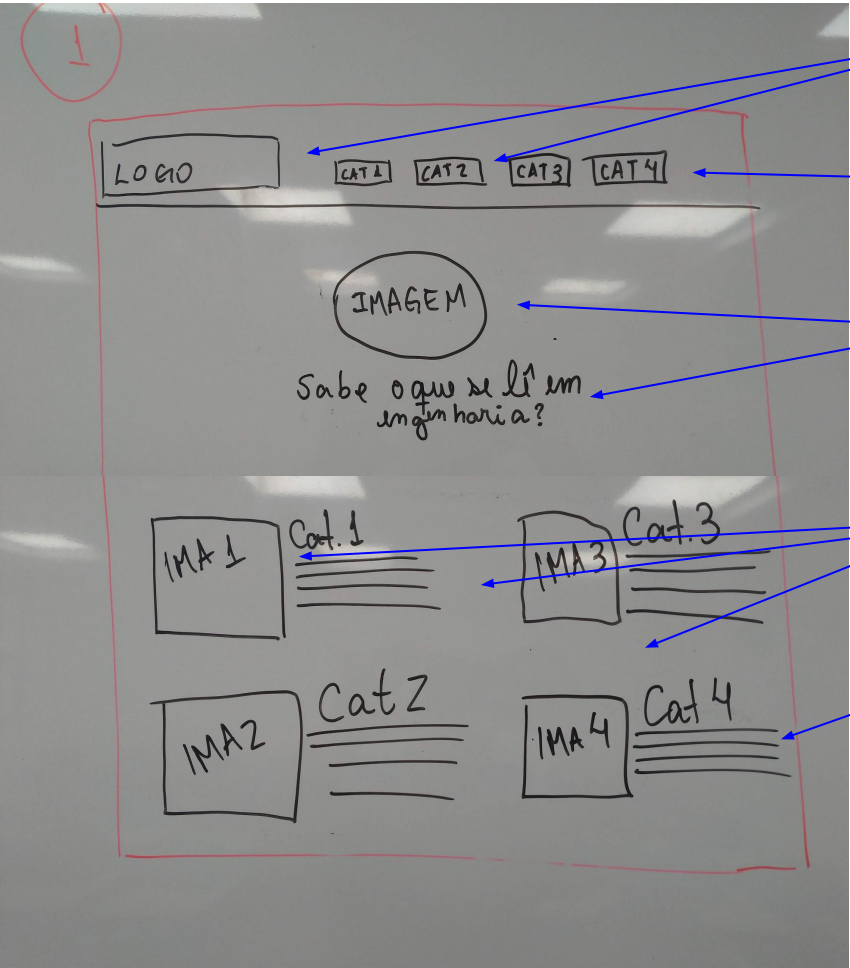 1
LOGO
CAT 1 CAT 2 CAT 3 CAT 4
IMAGEM
Sabe o que se lê em
engenharia?
IMA 1 Cat. 1
IMA 3 Cat. 3
IMA 2 Cat 2
IMA 4 Cat 4